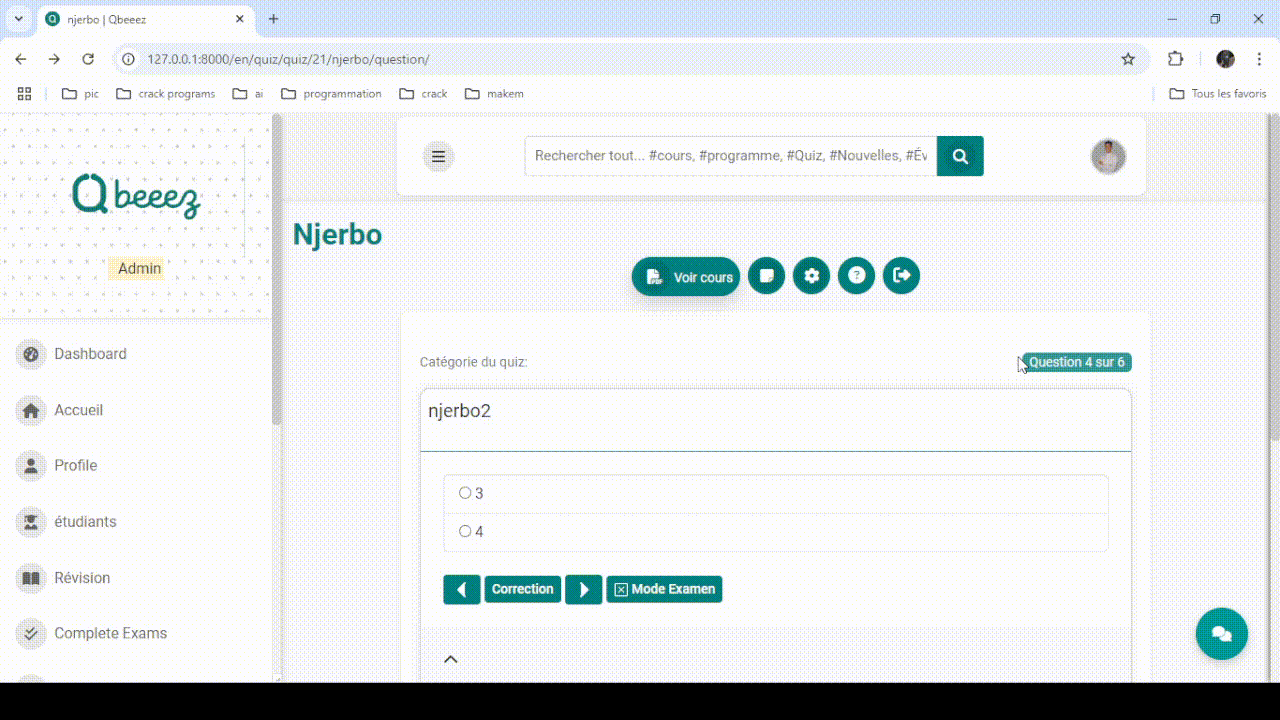 njerbo | Qbeeez
127.0.0.1:8000/en/quiz/quiz/21/njerbo/question/
pic
crack programs
ai
programmation
crack
makem
Tous les favoris
Qbeeez
Admin
Dashboard
Accueil
Profile
étudiants
Révision
Complete Exams
Rechercher tout... #cours, #programme, #Quiz, #Nouvelles, #Év
Njerbo
PDF Voir cours
?
Catégorie du quiz:
Question 4 sur 6
njerbo2
3
4
Correction
Mode Examen